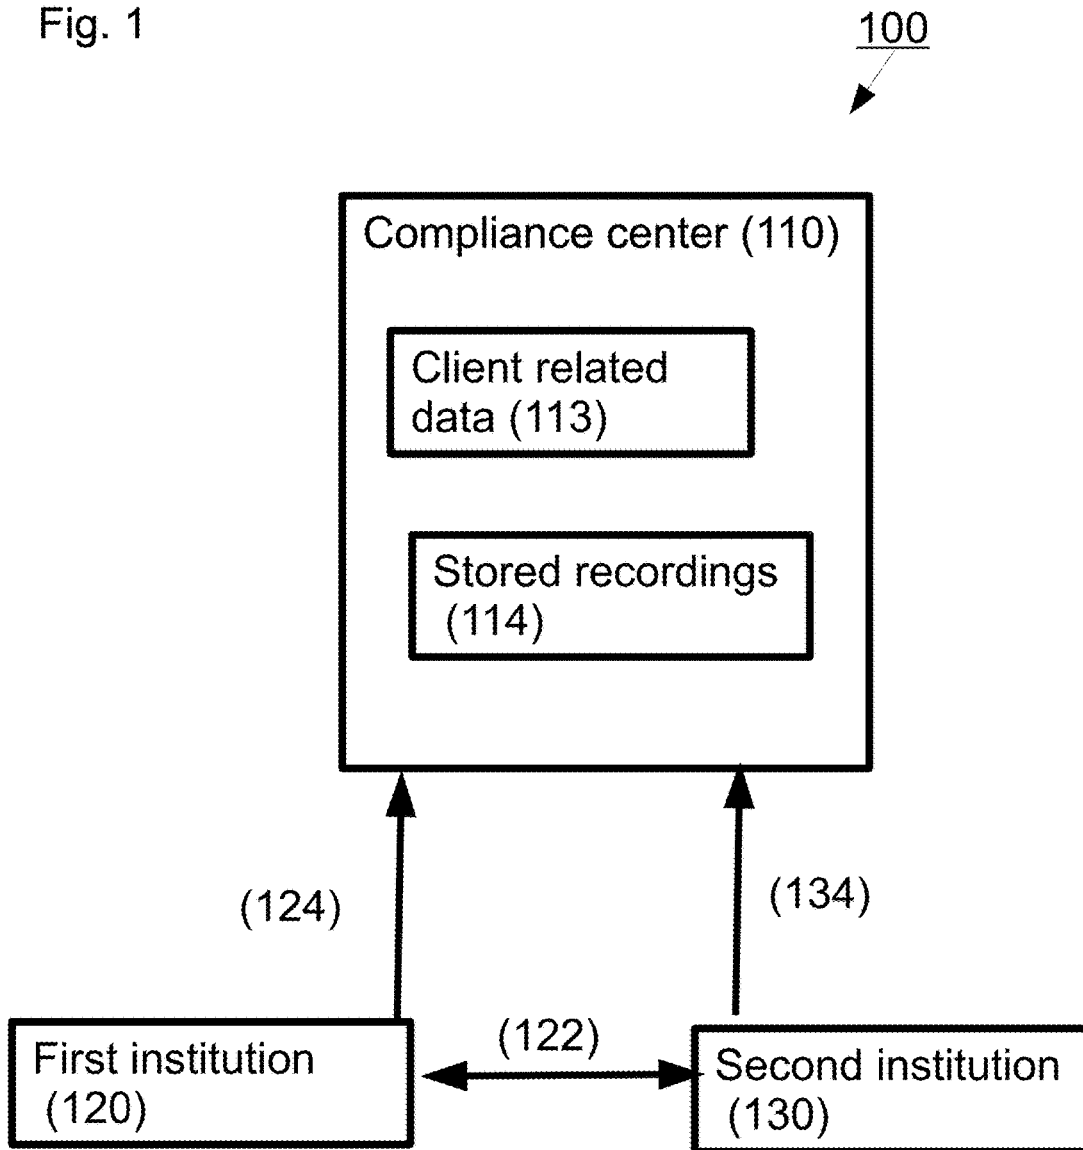 Fig. 1
100
Compliance center (110)
Client related
data (113)
Stored recordings
(114)
(124)
(134)
(122)
First institution
(120)
Second institution
(130)